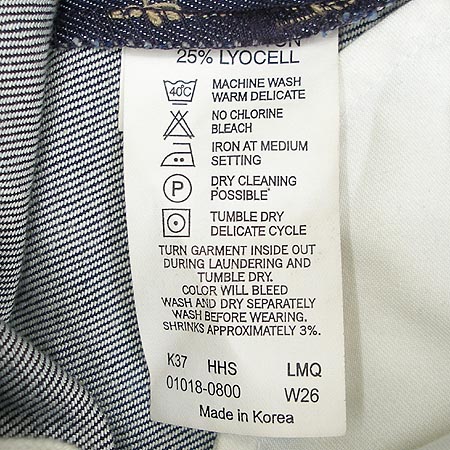 25% LYOCELL
40°C
MACHINE WASH
WARM DELICATE
NO CHLORINE
BLEACH
IRON AT MEDIUM
SETTING
P
DRY CLEANING
POSSIBLE
TUMBLE DRY
DELICATE CYCLE
TURN GARMENT INSIDE OUT
DURING LAUNDERING AND
TUMBLE DRY.
COLOR WILL BLEED
WASH AND DRY SEPARATELY
WASH BEFORE WEARING.
SHRINKS APPROXIMATELY 3%.
K37 HHS LMQ
01018-0800 W26
Made in Korea